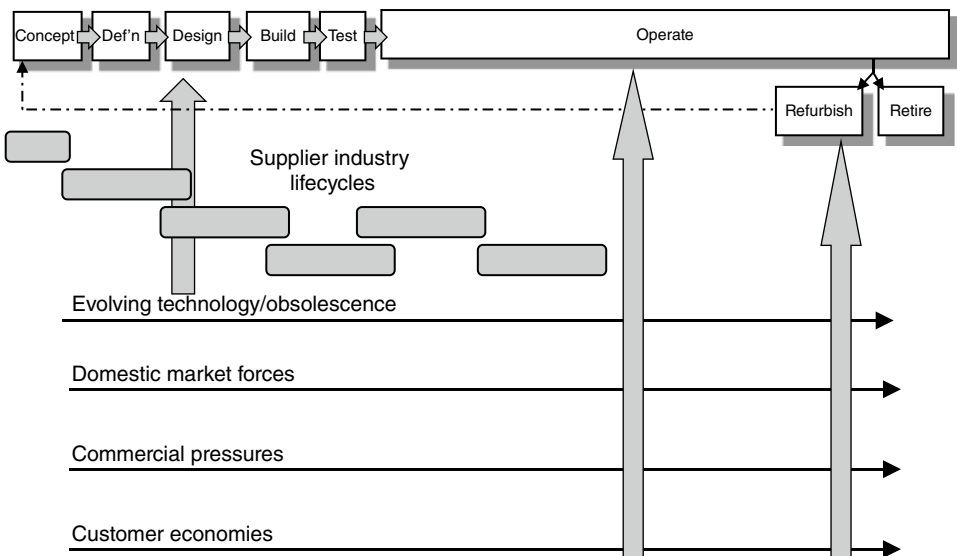 Concept
Def'n
Design
Build
Test
Operate
Refurbish
Retire
Supplier industry
lifecycles
Evolving technology/obsolescence
Domestic market forces
Commercial pressures
Customer economies